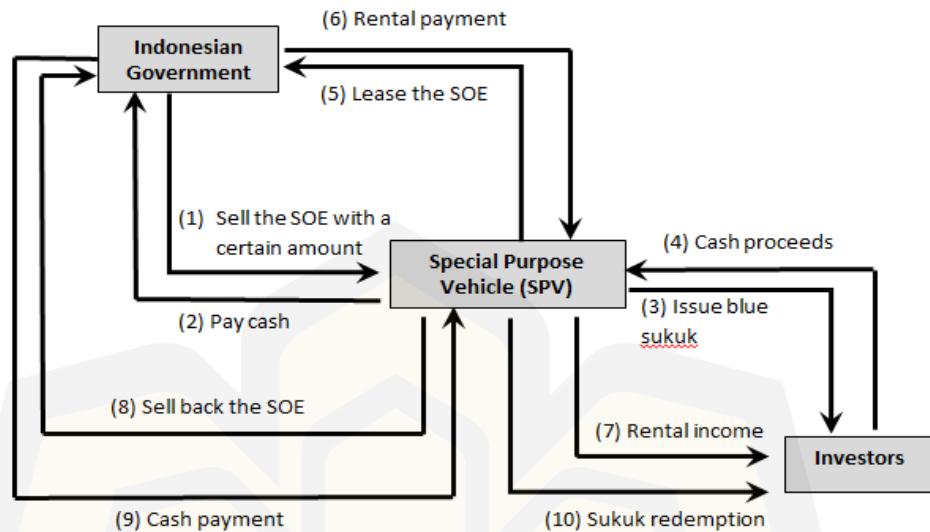 (6) Rental payment
Indonesian
Government
(5) Lease the SOE
(1) Sell the SOE with a
certain amount
(4) Cash proceeds
Special Purpose
Vehicle (SPV)
(2) Pay cash
(3) Issue blue
sukuk
(8) Sell back the SOE
(7) Rental income
Investors
(9) Cash payment
(10) Sukuk redemption